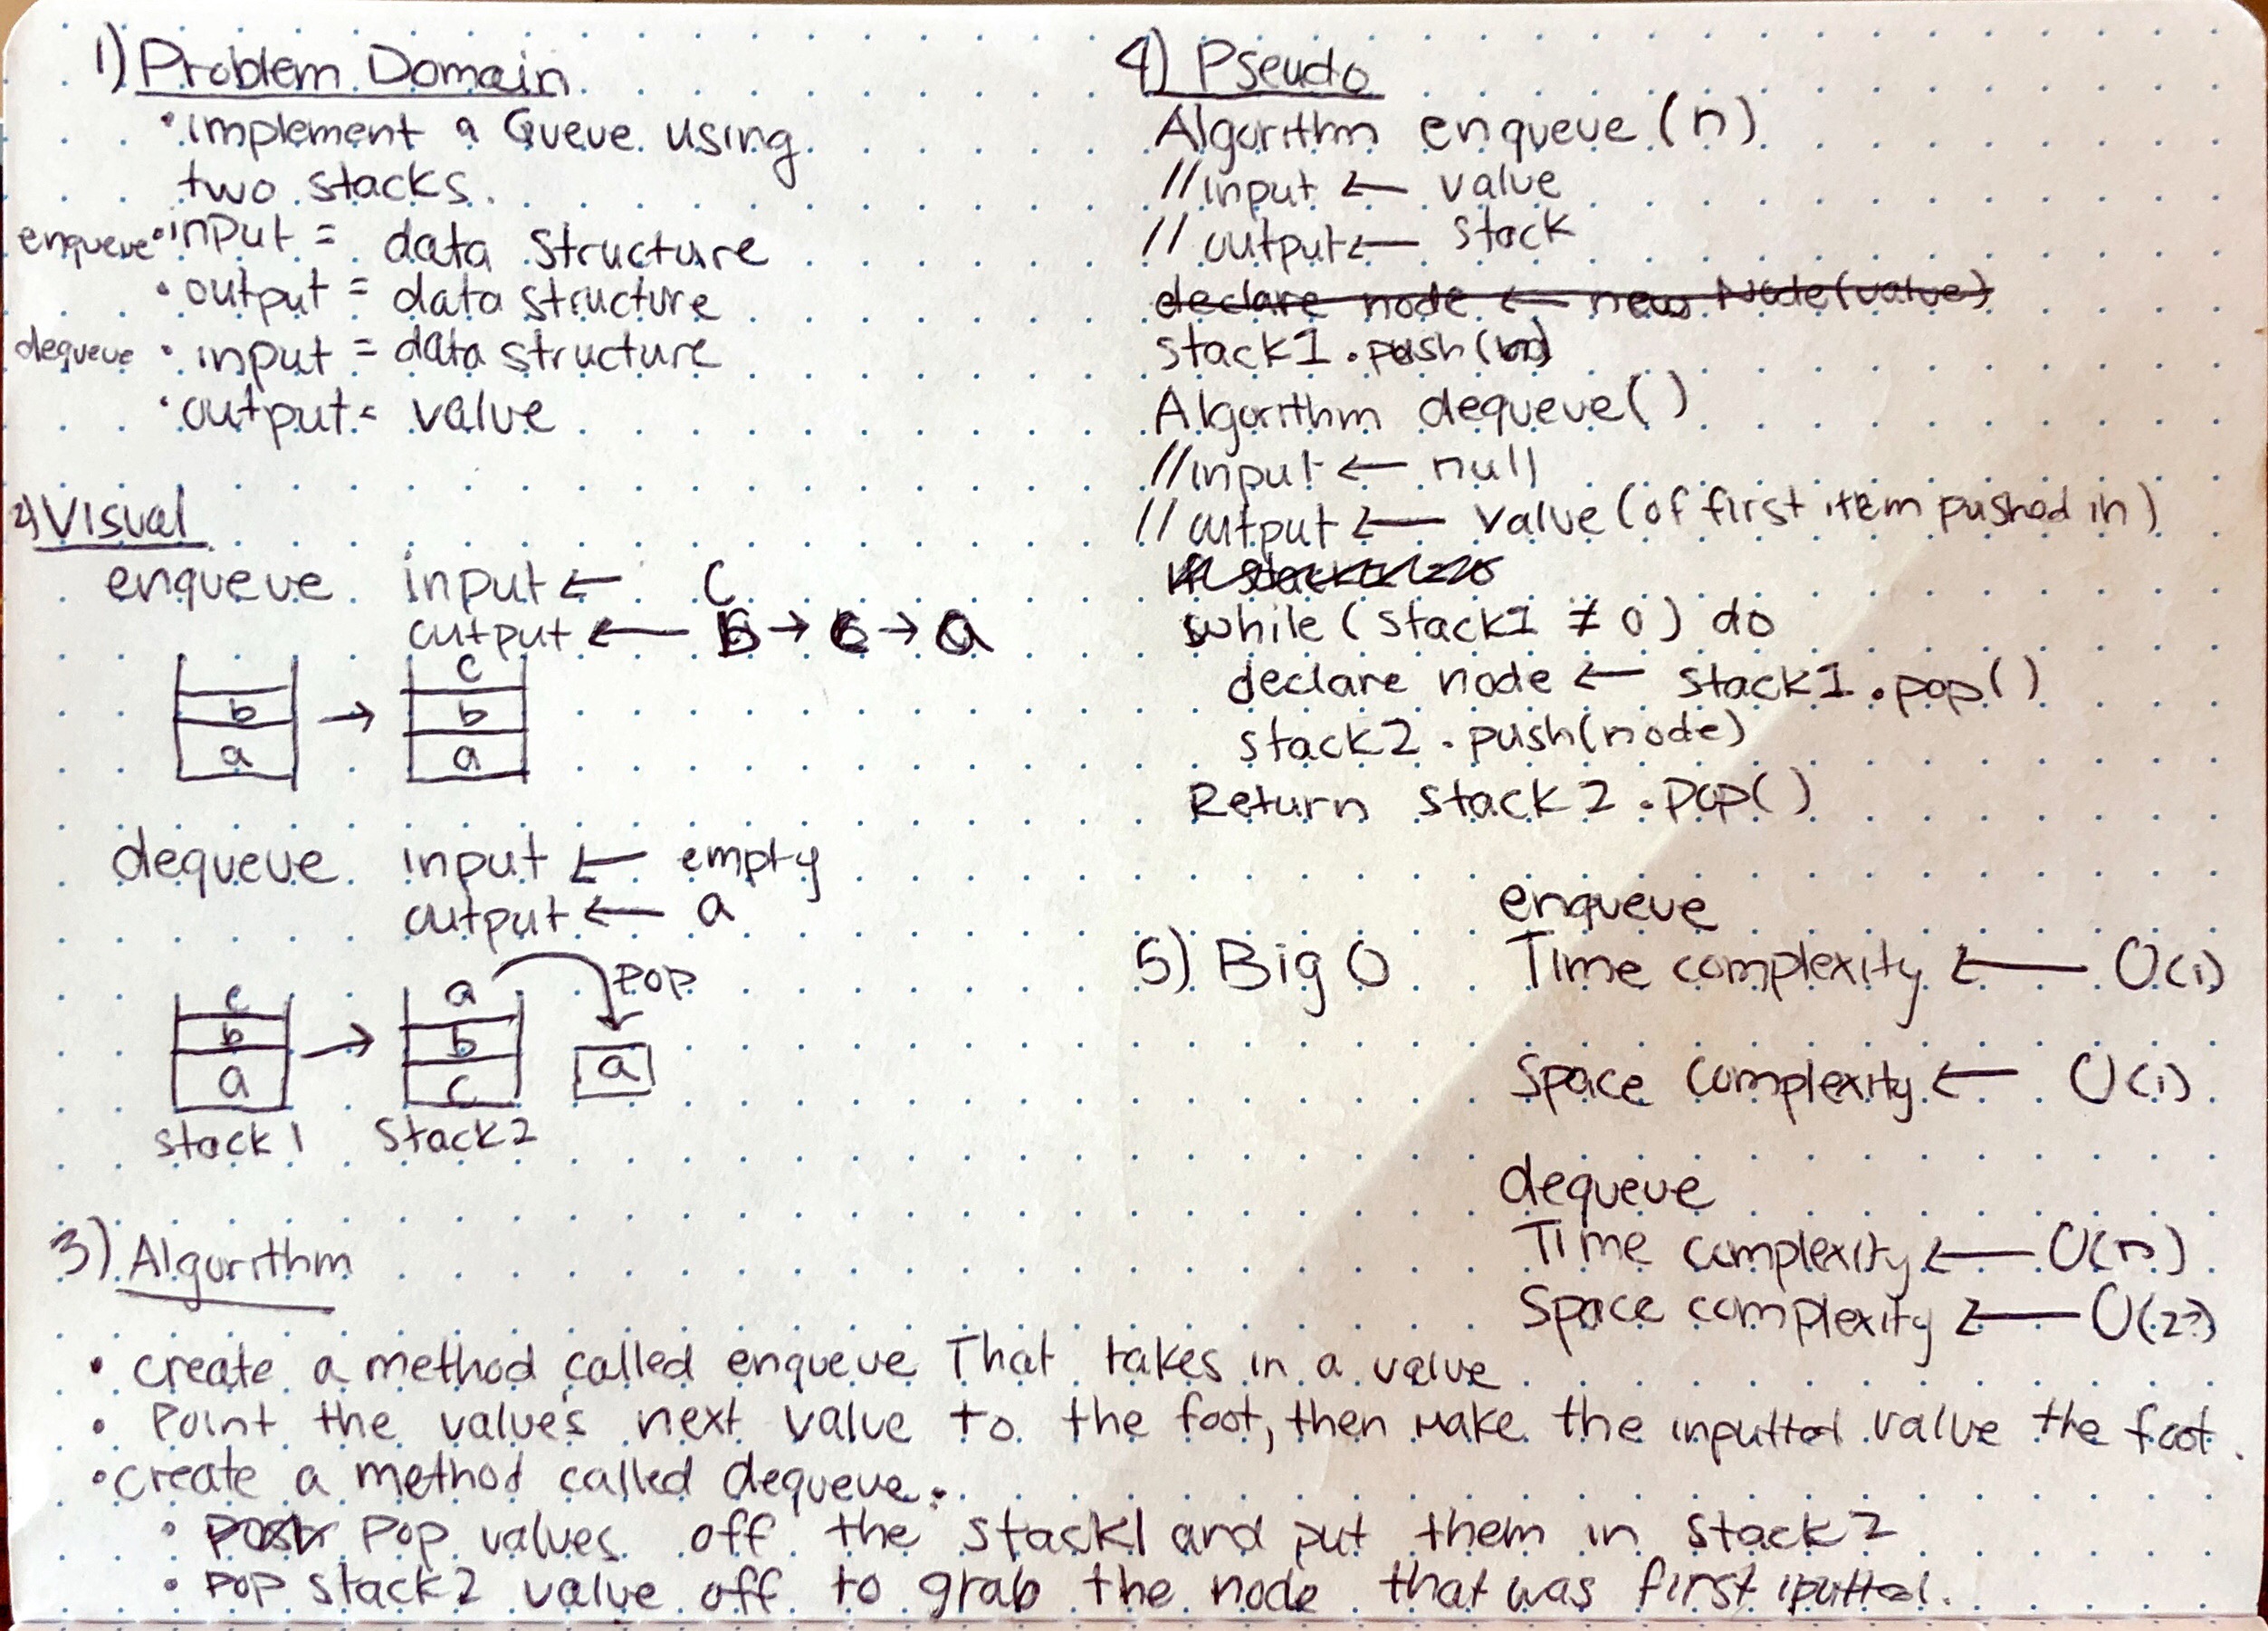 1) Problem Domain
• implement a Queue using
two stacks.
enqueue • input = data structure
• output = data structure
dequeue • input = data structure
• output = value
2) Visual
enqueue input ← C
output ← b → c → a
b
a
→
c
b
a
dequeue input ← empty
output ← a
c
b
a
→
a
b
c
pop
a
stack 1 stack 2
3) Algorithm
• create a method called enqueue That takes in a value
• Point the values next value to the foot, then make the inputted value the foot.
• create a method called dequeue.
• push Pop values off the stack1 and put them in stack 2
• pop stack2 value off to grab the node that was first iputted.
4) Pseudo
Algorithm enqueue (n)
// input ← value
// output ← stack
declare node ← new Node(value)
stack1.push(n)
Algorithm dequeue()
// input ← null
// output ← value (of first item pushed in)
while (stack1 ≠ 0) do
declare node ← stack1.pop()
stack2.push(node)
Return stack2.pop()
5) Big O
enqueue
Time complexity ← O(1)
Space complexity ← O(1)
dequeue
Time complexity ← O(n)
Space complexity ← O(2?)